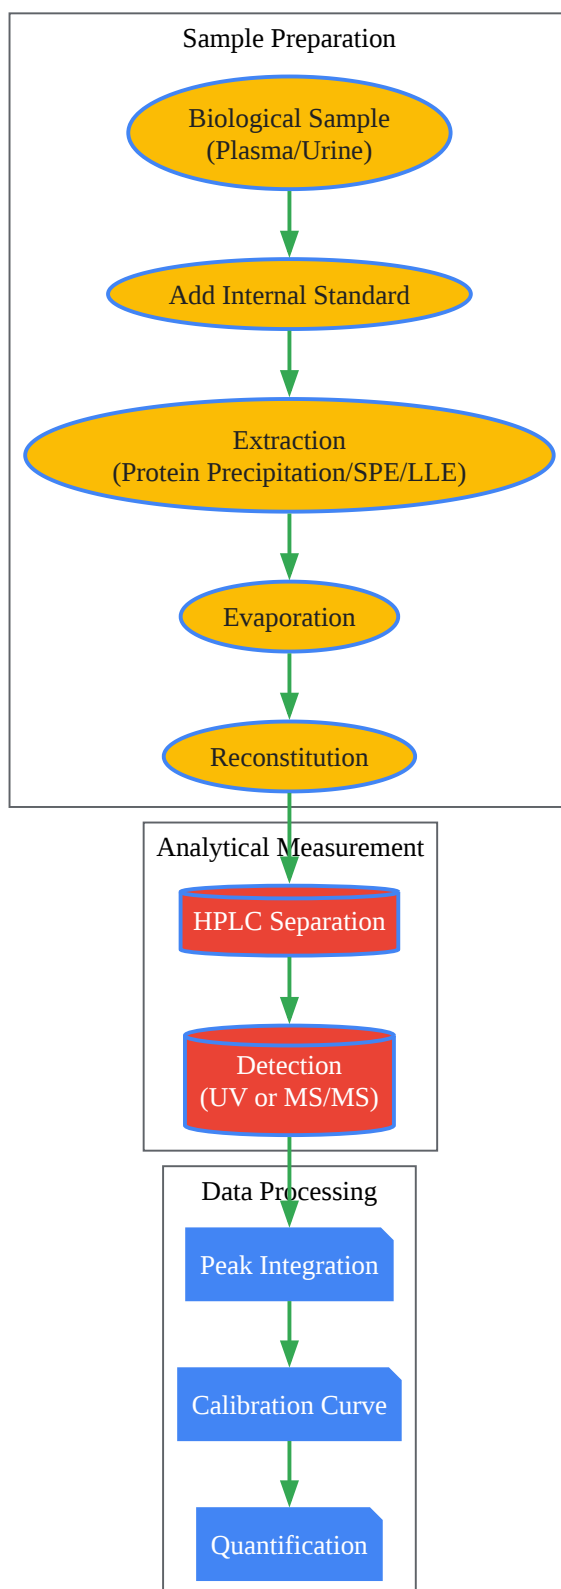 Sample Preparation
Biological Sample
(Plasma/Urine)
Add Internal Standard
Extraction
(Protein Precipitation/SPE/LLE)
Evaporation
Reconstitution
Analytical Measurement
HPLC Separation
Detection
(UV or MS/MS)
Data Processing
Peak Integration
Calibration Curve
Quantification